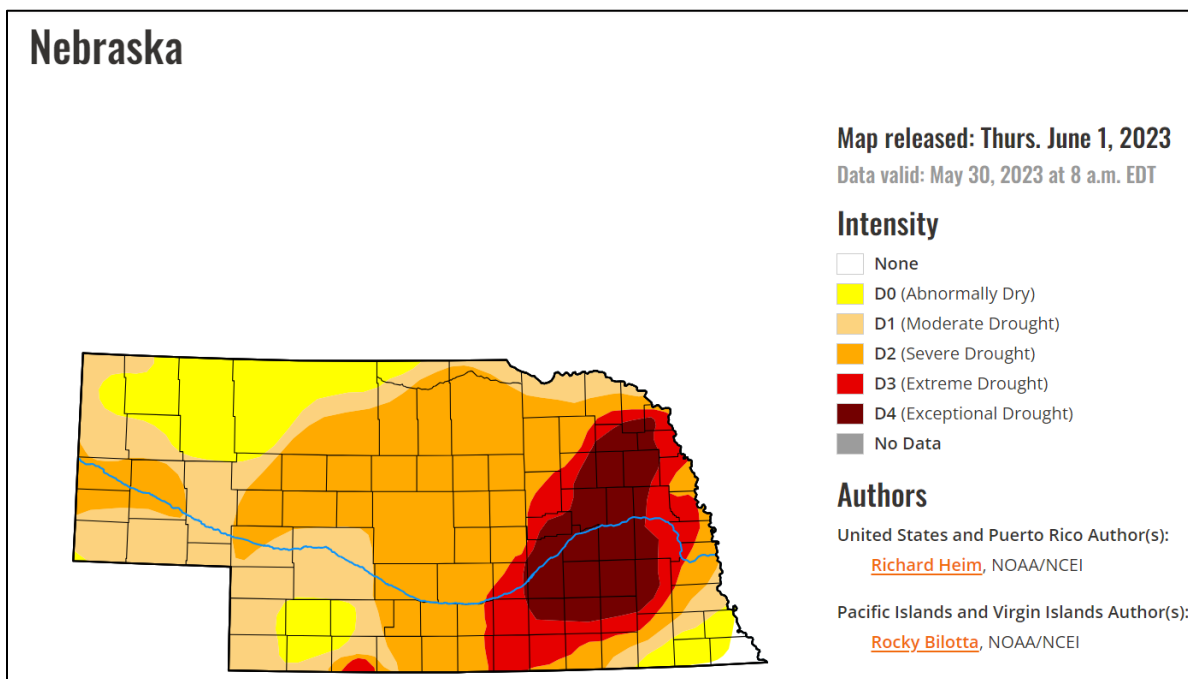 Nebraska
Map released: Thurs. June 1, 2023
Data valid: May 30, 2023 at 8 a.m. EDT
Intensity
None
D0 (Abnormally Dry)
D1 (Moderate Drought)
D2 (Severe Drought)
D3 (Extreme Drought)
D4 (Exceptional Drought)
No Data
Authors
United States and Puerto Rico Author(s):
Richard Heim, NOAA/NCEI
Pacific Islands and Virgin Islands Author(s):
Rocky Bilotta, NOAA/NCEI